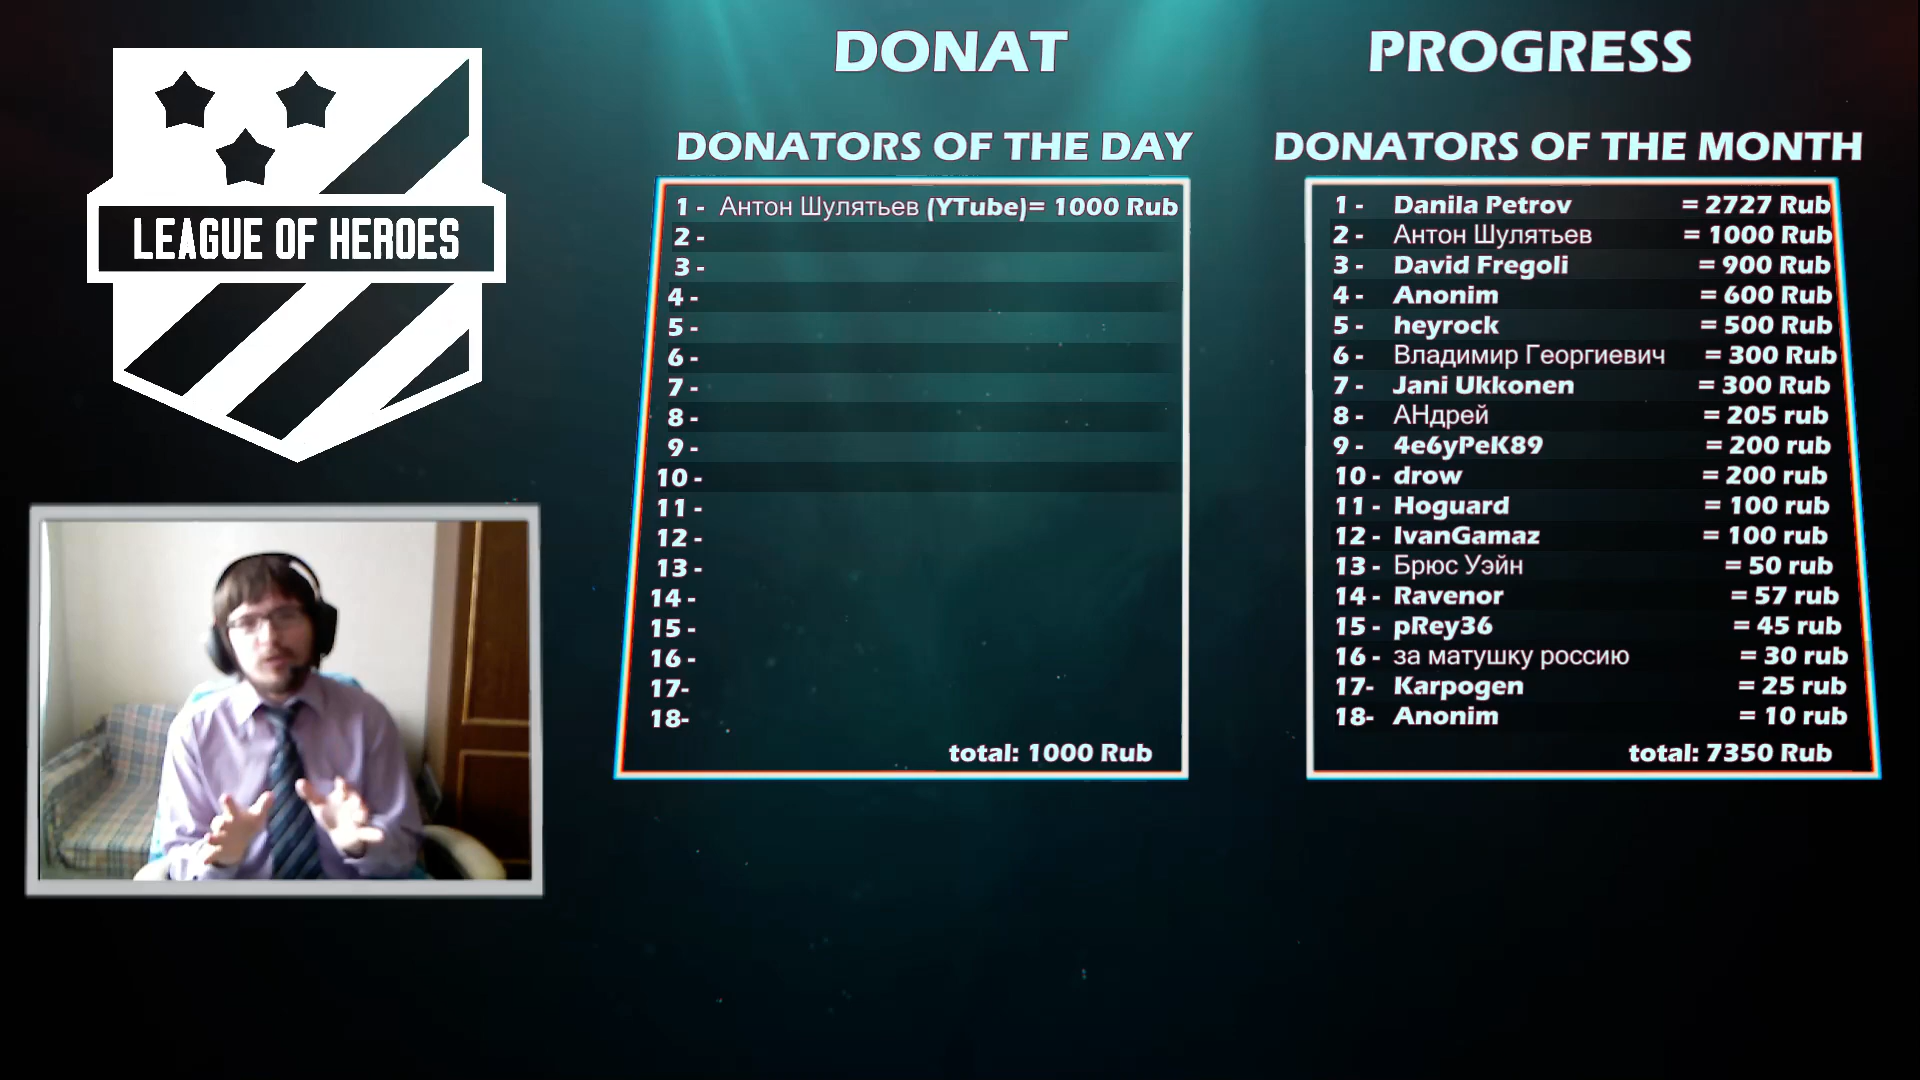 DONAT
PROGRESS
LEAGUE OF HEROES
DONATORS OF THE DAY
1 - Антон Шулятьев (YTube)= 1000 Rub
2 -
3 -
4 -
5 -
6 -
7 -
8 -
9 -
10 -
11 -
12 -
13 -
14 -
15 -
16 -
17-
18-
total: 1000 Rub
DONATORS OF THE MONTH
1 - Danila Petrov = 2727 Rub
2 - Антон Шулятьев = 1000 Rub
3 - David Fregoli = 900 Rub
4 - Anonim = 600 Rub
5 - heyrock = 500 Rub
6 - Владимир Георгиевич = 300 Rub
7 - Jani Ukkonen = 300 Rub
8 - АНдрей = 205 rub
9 - 4e6yPeK89 = 200 rub
10 - drow = 200 rub
11 - Hoguard = 100 rub
12 - IvanGamaz = 100 rub
13 - Брюс Уэйн = 50 rub
14 - Ravenor = 57 rub
15 - pRey36 = 45 rub
16 - за матушку россию = 30 rub
17- Karpogen = 25 rub
18- Anonim = 10 rub
total: 7350 Rub